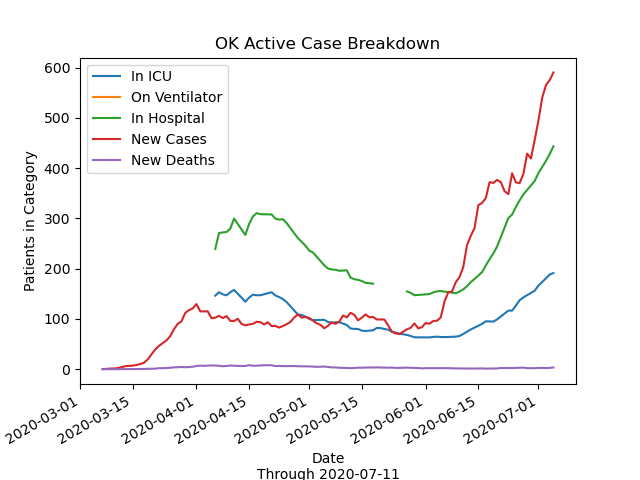 OK Active Case Breakdown
In ICU
On Ventilator
In Hospital
New Cases
New Deaths
Patients in Category
600
500
400
300
200
100
0
2020-03-01
2020-03-15
2020-04-01
2020-04-15
2020-05-01
2020-05-15
2020-06-01
2020-06-15
2020-07-01
Date
Through 2020-07-11